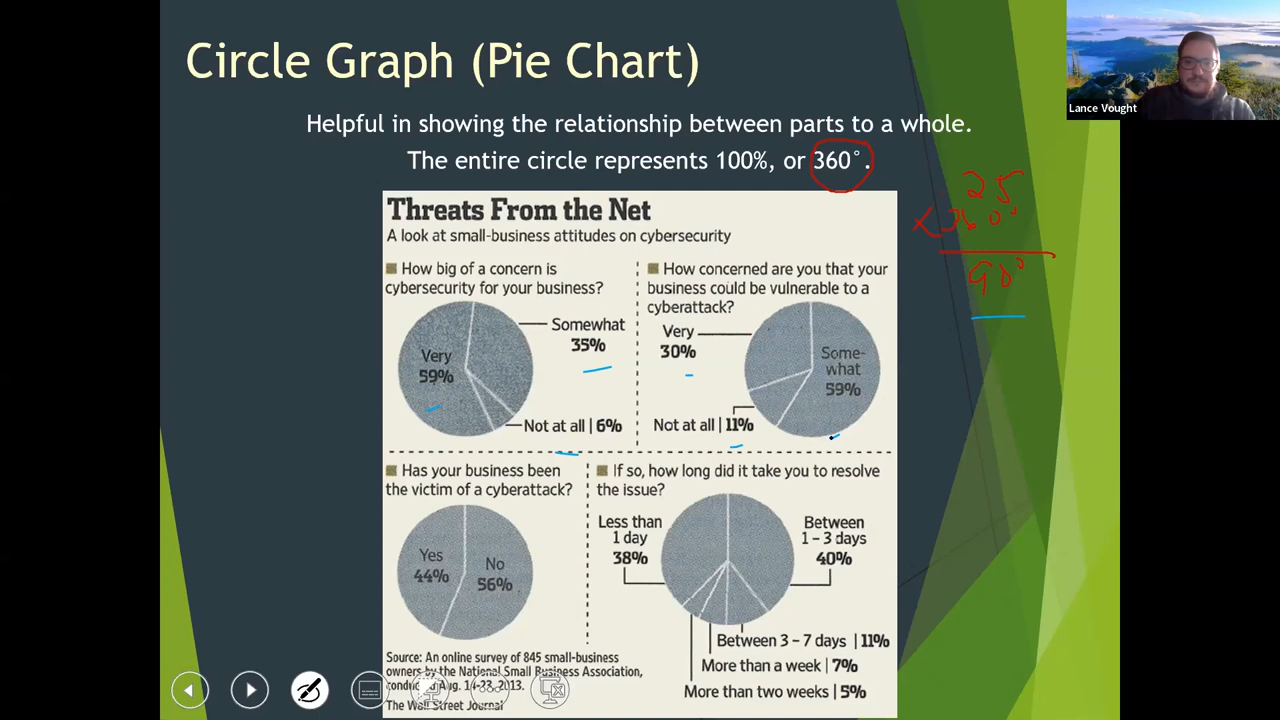 Circle Graph (Pie Chart)
Lance Vought
Helpful in showing the relationship between parts to a whole.
The entire circle represents 100%, or 360°.
25
x 360°
90°
Threats From the Net
A look at small-business attitudes on cybersecurity
How big of a concern is
cybersecurity for your business?
Somewhat
35%
Very
59%
Not at all | 6%
How concerned are you that your
business could be vulnerable to a
cyberattack?
Very
30%
Some-
what
59%
Not at all | 11%
Has your business been
the victim of a cyberattack?
Yes
44%
No
56%
If so, how long did it take you to resolve
the issue?
Less than
1 day
38%
Between
1 – 3 days
40%
Between 3 – 7 days | 11%
More than a week | 7%
More than two weeks | 5%
Source: An online survey of 845 small-business
owners by the National Small Business Association,
Aug. 14-23, 2013.
The Wall Street Journal